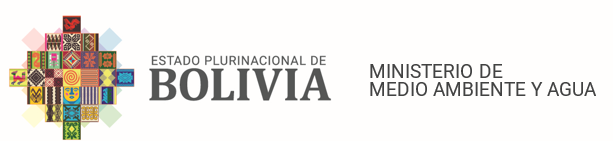 ESTADO PLURINACIONAL DE
BOLIVIA
MINISTERIO DE
MEDIO AMBIENTE Y AGUA